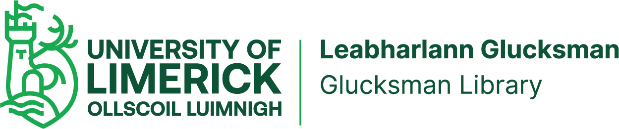 UNIVERSITY OF
LIMERICK
OLLSCOIL LUIMNIGH
Leabharlann Glucksman
Glucksman Library